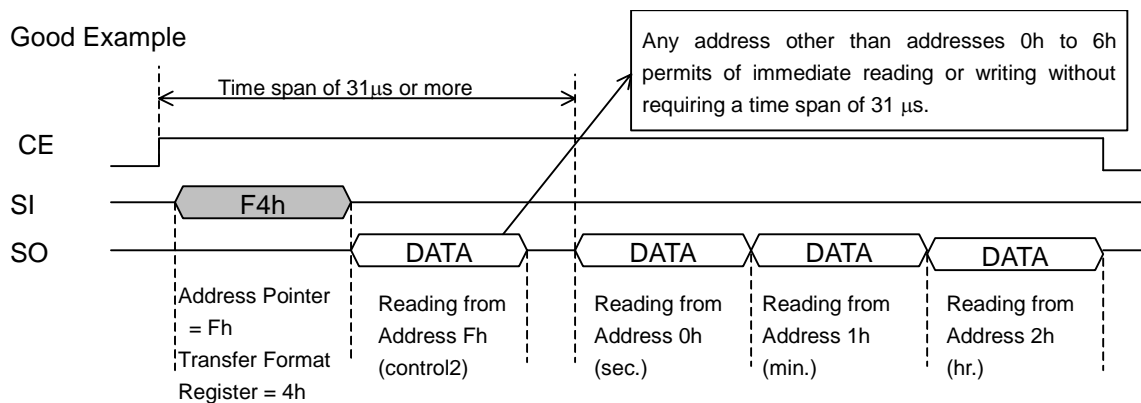 Good Example
Any address other than addresses 0h to 6h
permits of immediate reading or writing without
requiring a time span of 31 μs.
Time span of 31μs or more
CE
SI
F4h
SO
DATA
DATA
DATA
DATA
Address Pointer
= Fh
Transfer Format
Register = 4h
Reading from
Address Fh
(control2)
Reading from
Address 0h
(sec.)
Reading from
Address 1h
(min.)
Reading from
Address 2h
(hr.)